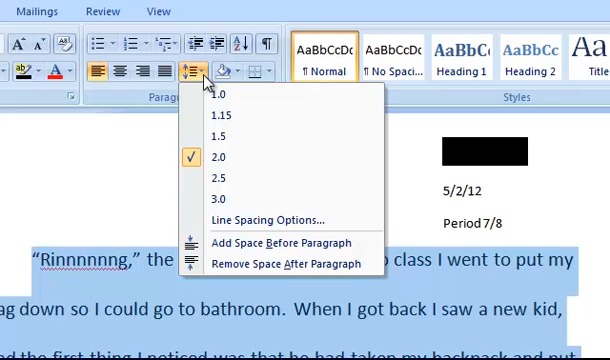 Mailings Review View
AaBbCcDc AaBbCcDc AaBbC AaBbCc AaB
¶ Normal ¶ No Spaci... Heading 1 Heading 2 Title
Paragr Styles
1.0
1.15
1.5
2.0
2.5
3.0
Line Spacing Options...
Add Space Before Paragraph
Remove Space After Paragraph
5/2/12
Period 7/8
“Rinnnnnng,” the o class I went to put my
ag down so I could go to bathroom. When I got back I saw a new kid,
nd the first thing I noticed was that he had taken my backpack and put